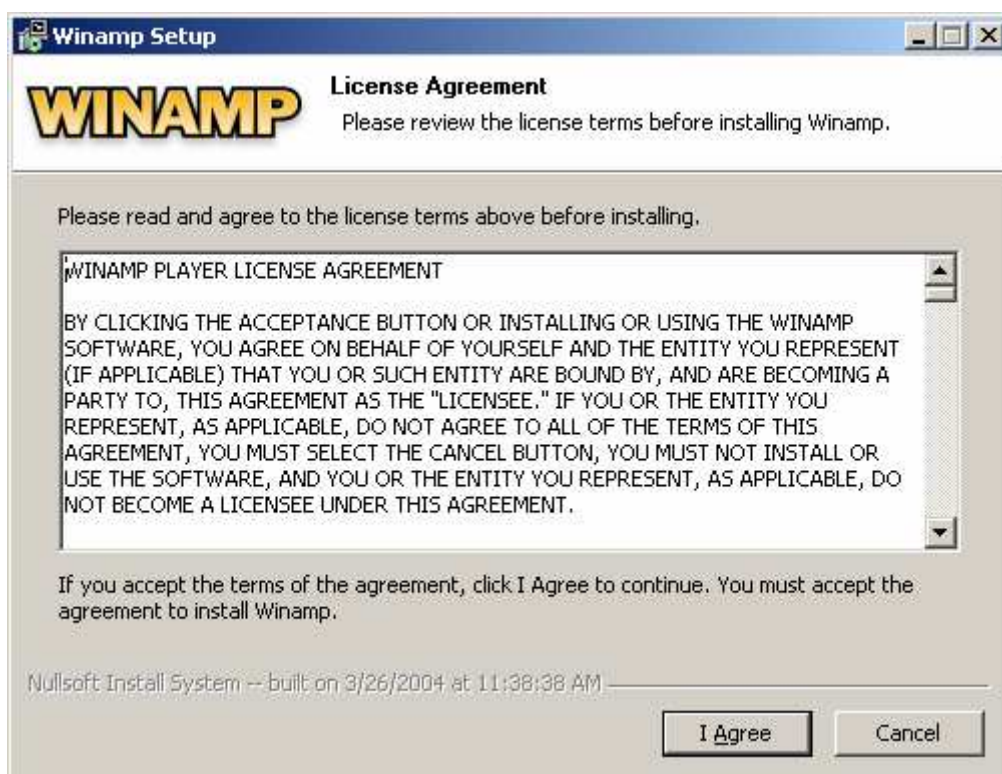 Winamp Setup
WINAMP
License Agreement
Please review the license terms before installing Winamp.
Please read and agree to the license terms above before installing.
WINAMP PLAYER LICENSE AGREEMENT
BY CLICKING THE ACCEPTANCE BUTTON OR INSTALLING OR USING THE WINAMP
SOFTWARE, YOU AGREE ON BEHALF OF YOURSELF AND THE ENTITY YOU REPRESENT
(IF APPLICABLE) THAT YOU OR SUCH ENTITY ARE BOUND BY, AND ARE BECOMING A
PARTY TO, THIS AGREEMENT AS THE "LICENSEE." IF YOU OR THE ENTITY YOU
REPRESENT, AS APPLICABLE, DO NOT AGREE TO ALL OF THE TERMS OF THIS
AGREEMENT, YOU MUST SELECT THE CANCEL BUTTON, YOU MUST NOT INSTALL OR
USE THE SOFTWARE, AND YOU OR THE ENTITY YOU REPRESENT, AS APPLICABLE, DO
NOT BECOME A LICENSEE UNDER THIS AGREEMENT.
If you accept the terms of the agreement, click I Agree to continue. You must accept the
agreement to install Winamp.
Nullsoft Install System -- built on 3/26/2004 at 11:38:38 AM
I Agree
Cancel